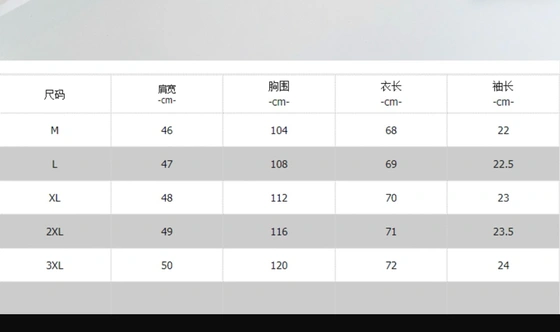 尺码 肩宽 -cm- 胸围 -cm- 衣长 -cm- 袖长 -cm-
M 46 104 68 22
L 47 108 69 22.5
XL 48 112 70 23
2XL 49 116 71 23.5
3XL 50 120 72 24